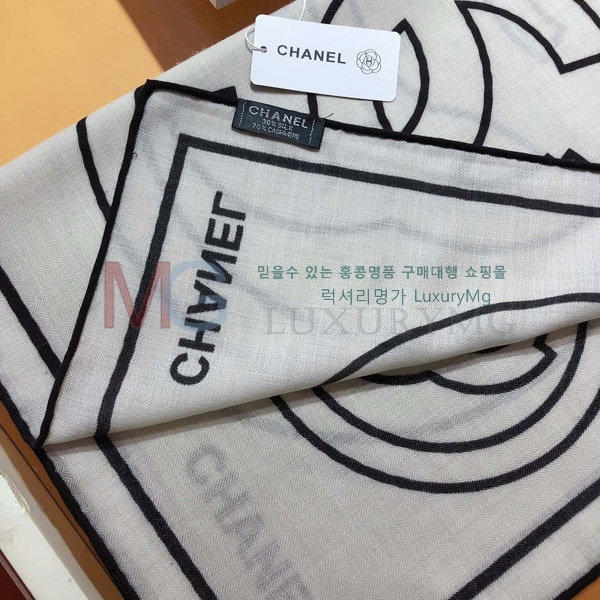 CHANEL
CHANEL
30% SILK
70% CASHMERE
CHANEL
믿을수 있는 홍콩명품 구매대행 쇼핑몰
럭셔리명가 LuxuryMg
MG LUXURYMG
CHANEL